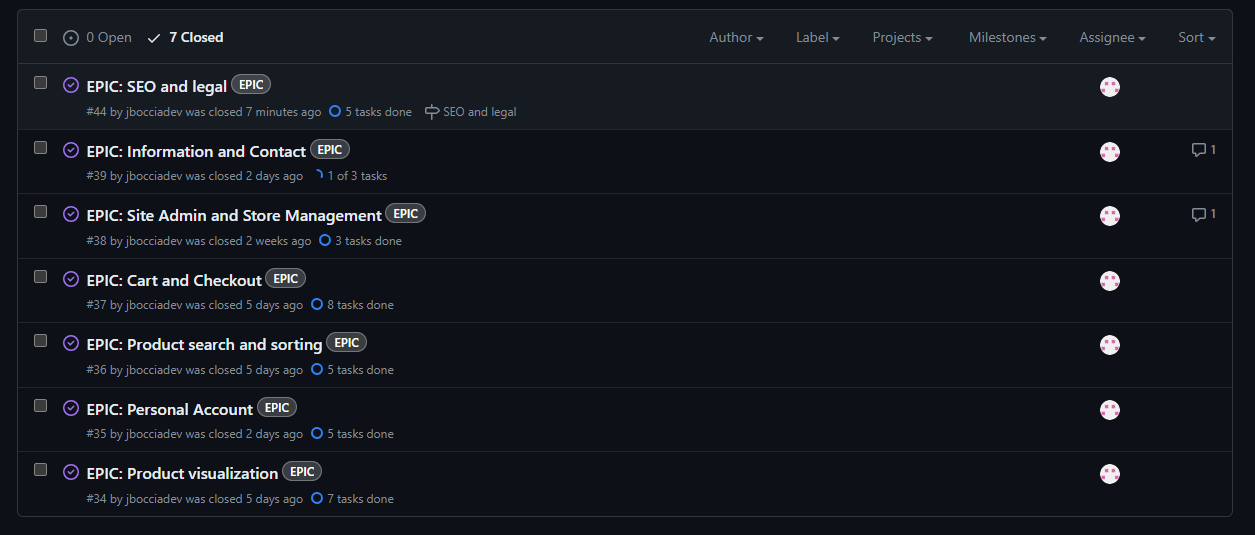 0 Open 7 Closed Author Label Projects Milestones Assignee Sort
EPIC: SEO and legal EPIC
#44 by jbocciadev was closed 7 minutes ago 5 tasks done SEO and legal
EPIC: Information and Contact EPIC 1
#39 by jbocciadev was closed 2 days ago 1 of 3 tasks
EPIC: Site Admin and Store Management EPIC 1
#38 by jbocciadev was closed 2 weeks ago 3 tasks done
EPIC: Cart and Checkout EPIC
#37 by jbocciadev was closed 5 days ago 8 tasks done
EPIC: Product search and sorting EPIC
#36 by jbocciadev was closed 5 days ago 5 tasks done
EPIC: Personal Account EPIC
#35 by jbocciadev was closed 2 days ago 5 tasks done
EPIC: Product visualization EPIC
#34 by jbocciadev was closed 5 days ago 7 tasks done